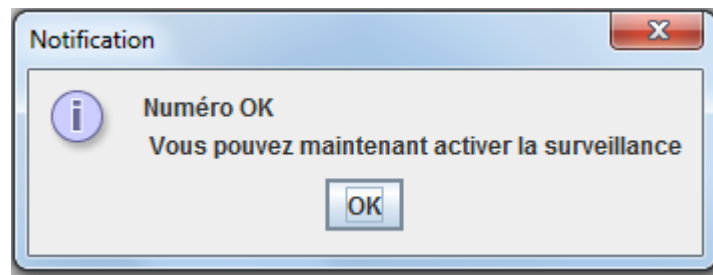 Notification
Numéro OK
Vous pouvez maintenant activer la surveillance
OK